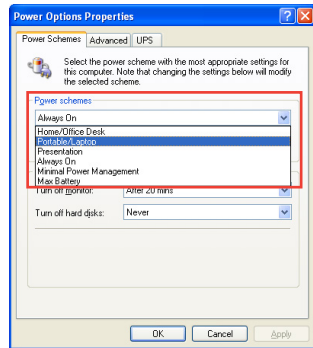 Power Options Properties
Power Schemes Advanced UPS
Select the power scheme with the most appropriate settings for
this computer. Note that changing the settings below will modify
the selected scheme.
Power schemes
Always On
Home/Office Desk
Portable/Laptop
Presentation
Always On
Minimal Power Management
Max Battery
Turn off monitor: After 20 mins
Turn off hard disks: Never
OK Cancel Apply